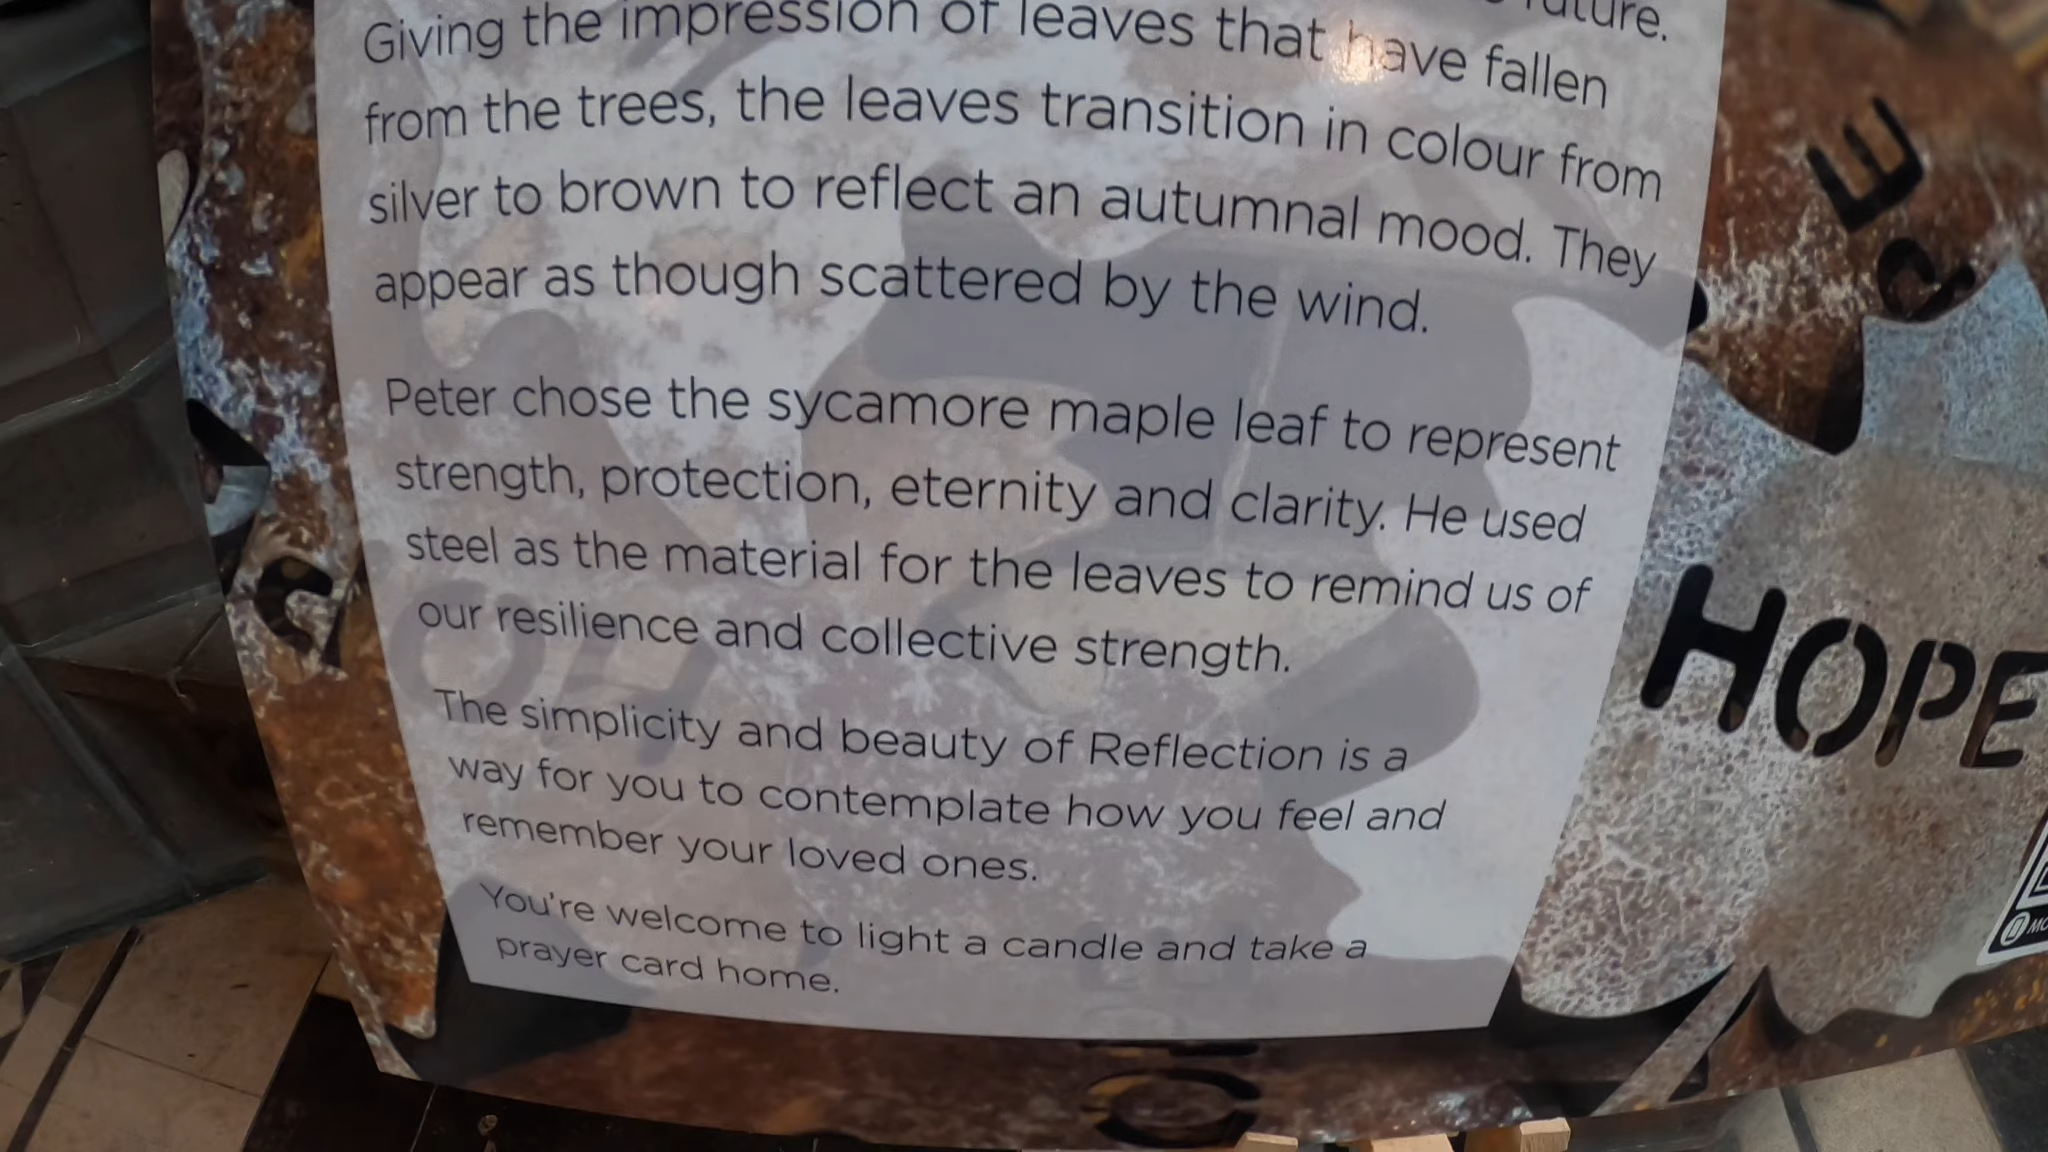 future.
Giving the impression of leaves that have fallen
from the trees, the leaves transition in colour from
silver to brown to reflect an autumnal mood. They
appear as though scattered by the wind.
Peter chose the sycamore maple leaf to represent
strength, protection, eternity and clarity. He used
steel as the material for the leaves to remind us of
our resilience and collective strength.
The simplicity and beauty of Reflection is a
way for you to contemplate how you feel and
remember your loved ones.
You're welcome to light a candle and take a
prayer card home.
HOPE